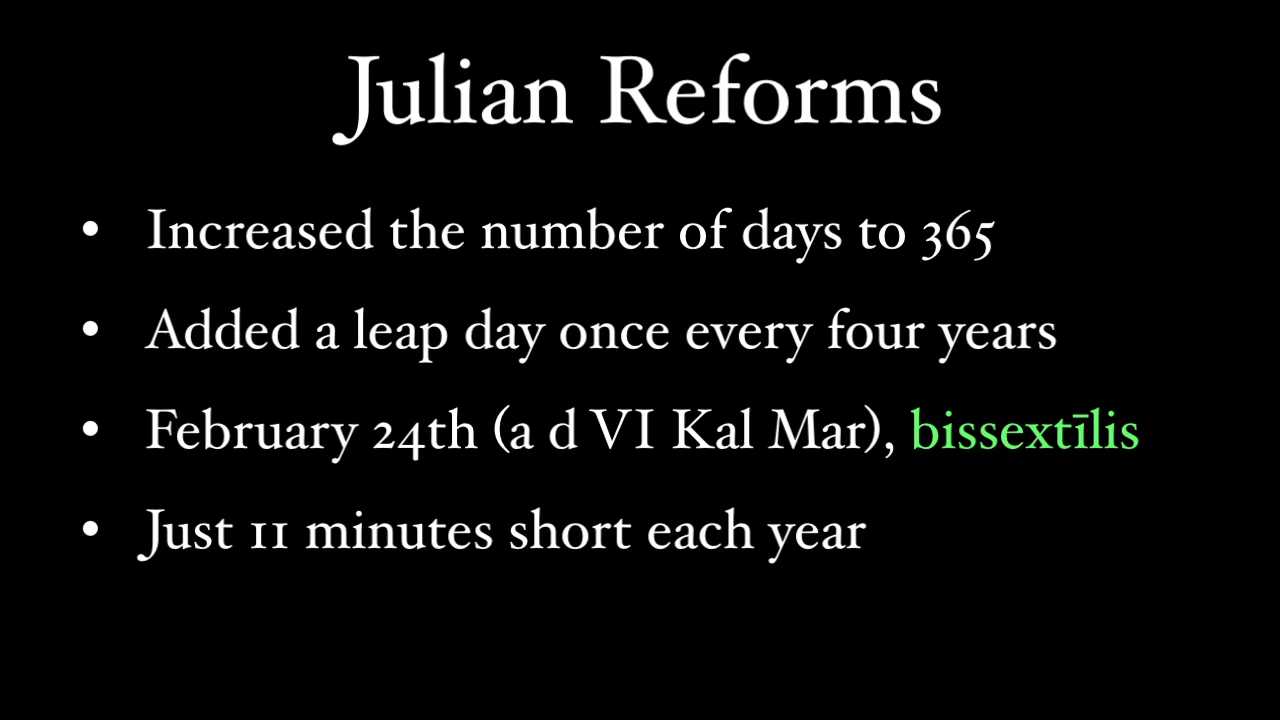 Julian Reforms
• Increased the number of days to 365
• Added a leap day once every four years
• February 24th (a d VI Kal Mar), bissextīlis
• Just 11 minutes short each year